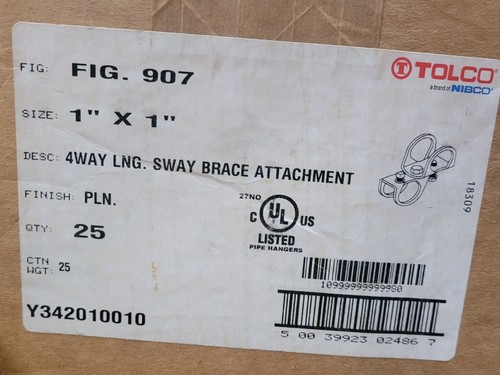 FIG: FIG. 907
TOLCO
a brand of NIBCO
SIZE: 1" X 1"
DESC: 4WAY LNG. SWAY BRACE ATTACHMENT
18309
FINISH: PLN.
27NO
C UL US
LISTED
PIPE HANGERS
QTY: 25
CTN WGT: 25
10999999999990
Y342010010
5 00 39923 02486 7